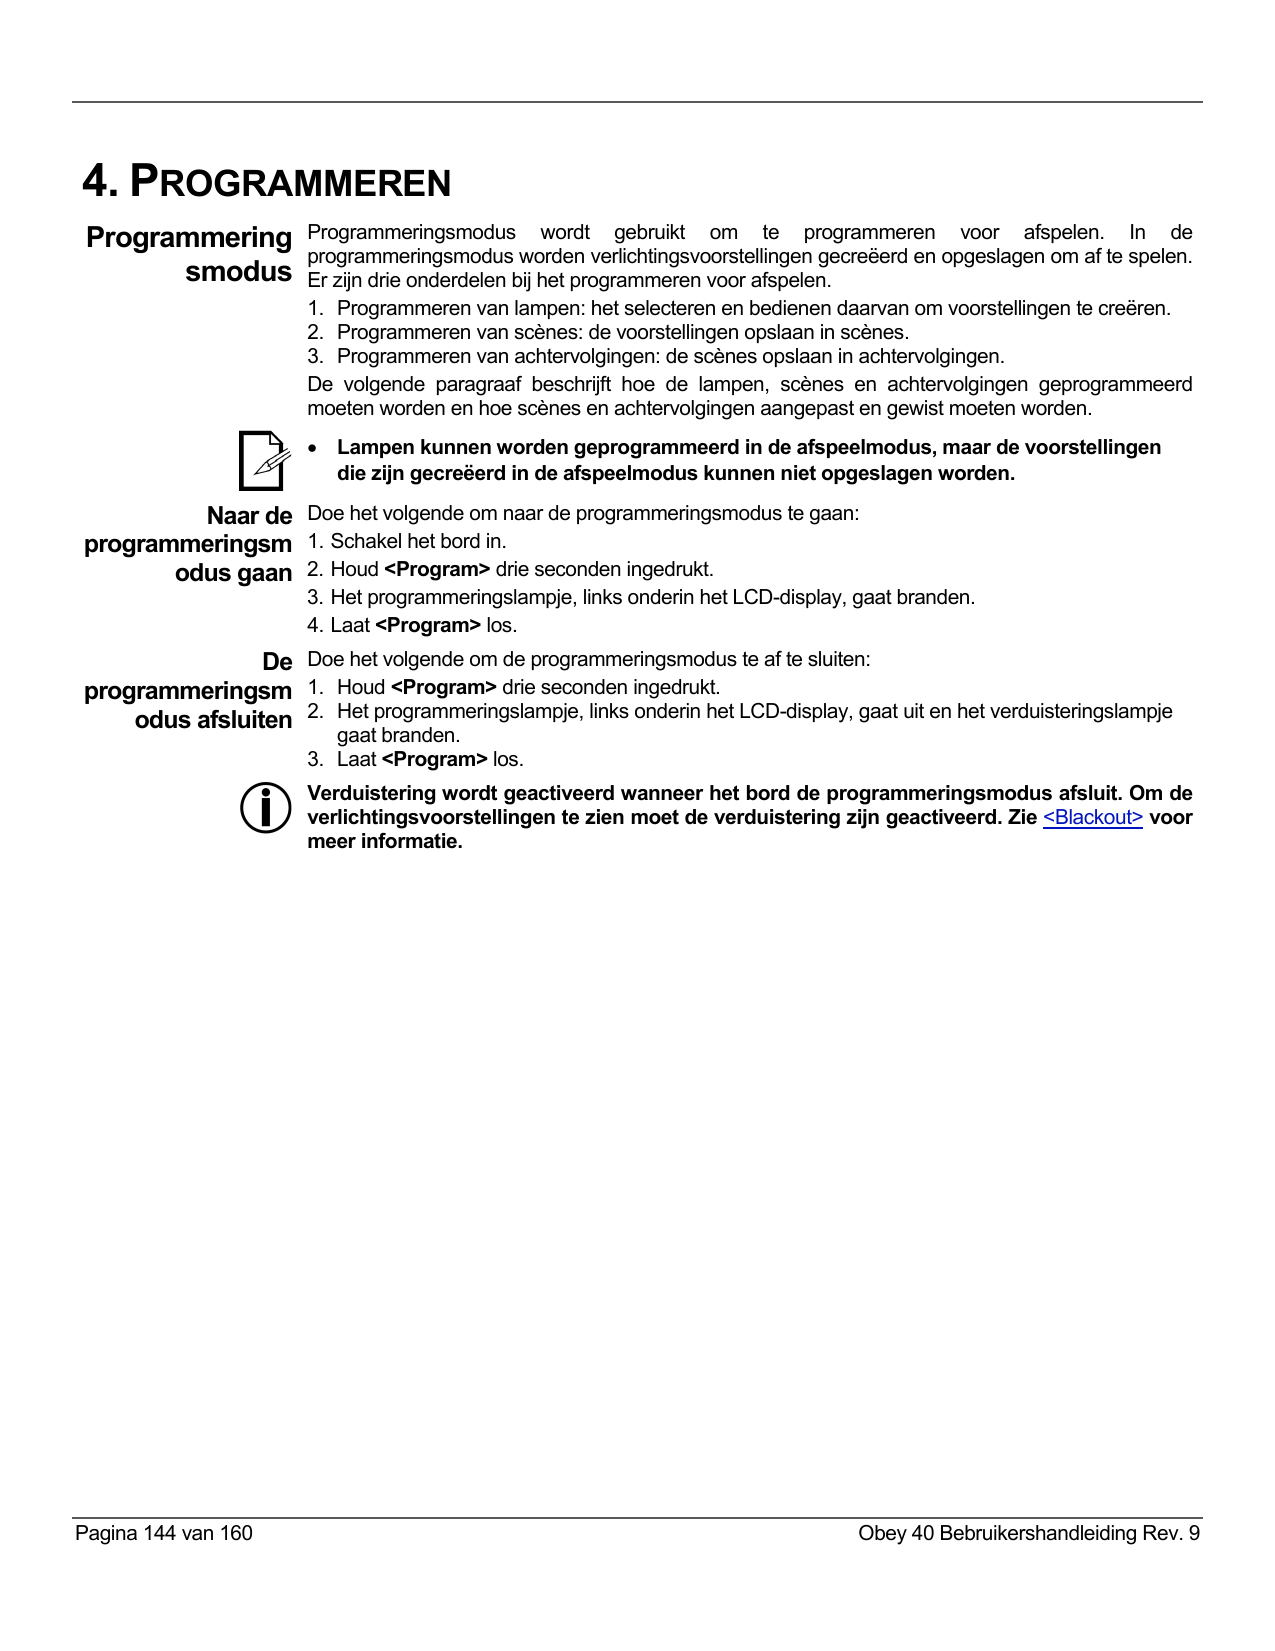 4. PROGRAMMEREN
Programmering
smodus
Programmeringsmodus wordt gebruikt om te programmeren voor afspelen. In de
programmeringsmodus worden verlichtingsvoorstellingen gecreëerd en opgeslagen om af te spelen.
Er zijn drie onderdelen bij het programmeren voor afspelen.
1. Programmeren van lampen: het selecteren en bedienen daarvan om voorstellingen te creëren.
2. Programmeren van scènes: de voorstellingen opslaan in scènes.
3. Programmeren van achtervolgingen: de scènes opslaan in achtervolgingen.
De volgende paragraaf beschrijft hoe de lampen, scènes en achtervolgingen geprogrammeerd
moeten worden en hoe scènes en achtervolgingen aangepast en gewist moeten worden.
• Lampen kunnen worden geprogrammeerd in de afspeelmodus, maar de voorstellingen
die zijn gecreëerd in de afspeelmodus kunnen niet opgeslagen worden.
Naar de
programmeringsm
odus gaan
Doe het volgende om naar de programmeringsmodus te gaan:
1. Schakel het bord in.
2. Houd <Program> drie seconden ingedrukt.
3. Het programmeringslampje, links onderin het LCD-display, gaat branden.
4. Laat <Program> los.
De
programmeringsm
odus afsluiten
Doe het volgende om de programmeringsmodus te af te sluiten:
1. Houd <Program> drie seconden ingedrukt.
2. Het programmeringslampje, links onderin het LCD-display, gaat uit en het verduisteringslampje
gaat branden.
3. Laat <Program> los.
Verduistering wordt geactiveerd wanneer het bord de programmeringsmodus afsluit. Om de
verlichtingsvoorstellingen te zien moet de verduistering zijn geactiveerd. Zie <Blackout> voor
meer informatie.
Pagina 144 van 160
Obey 40 Bebruikershandleiding Rev. 9